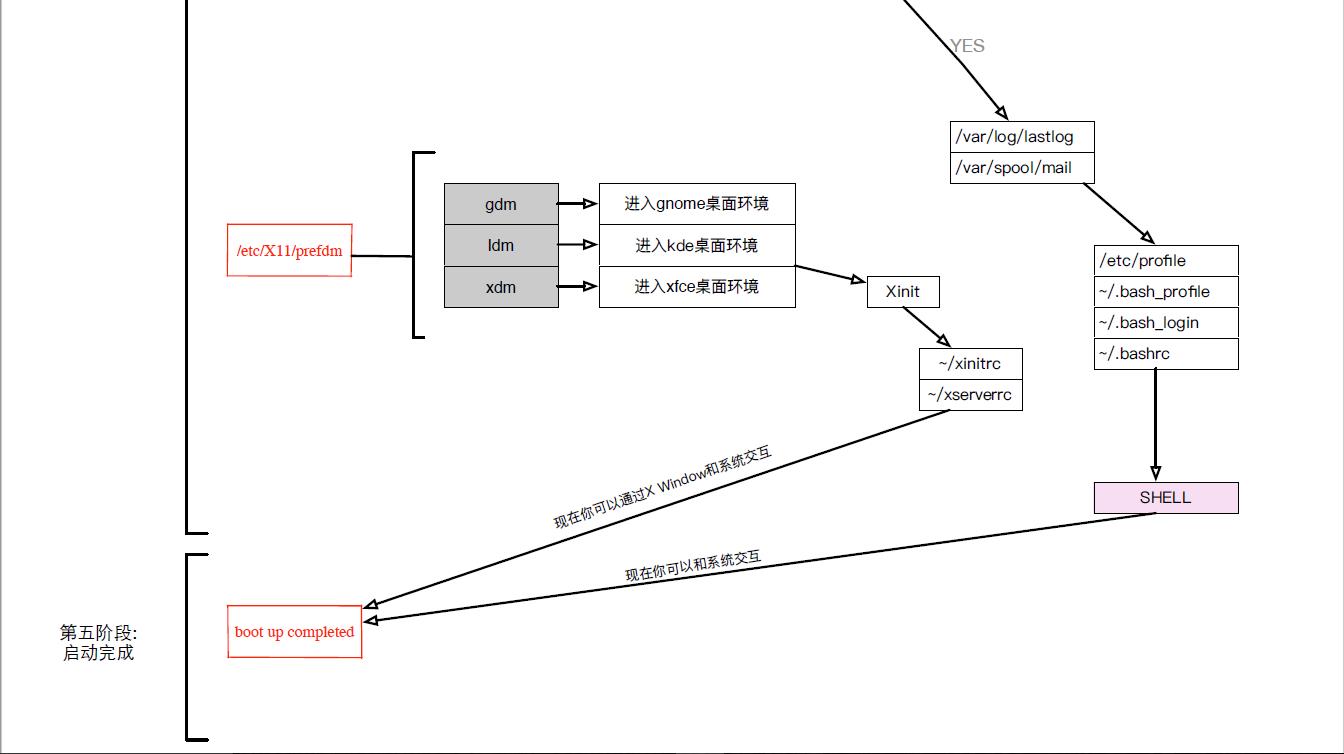 YES
/var/log/lastlog
/var/spool/mail
/etc/X11/prefdm
gdm
进入gnome桌面环境
ldm
进入kde桌面环境
xdm
进入xfce桌面环境
Xinit
~/xinitrc
~/xserverrc
/etc/profile
~/.bash_profile
~/.bash_login
~/.bashrc
SHELL
现在你可以通过X Window和系统交互
现在你可以和系统交互
第五阶段:
启动完成
boot up completed